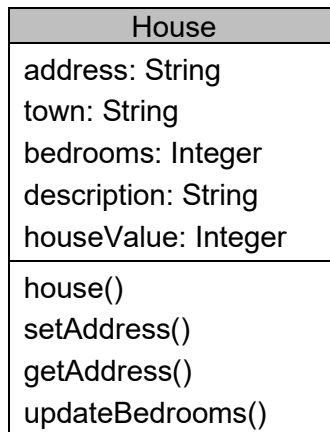 House
address: String
town: String
bedrooms: Integer
description: String
houseValue: Integer
house()
setAddress()
getAddress()
updateBedrooms()